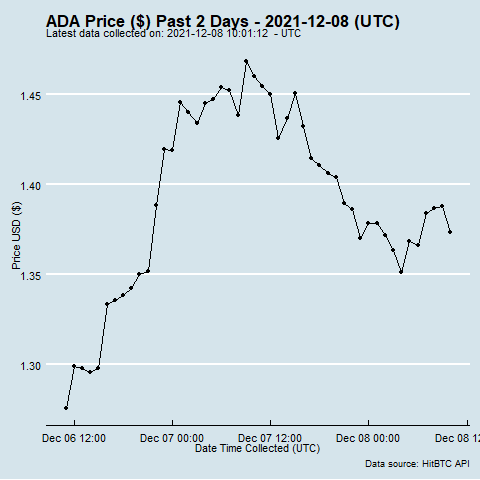 ADA Price ($) Past 2 Days - 2021-12-08 (UTC)
Latest data collected on: 2021-12-08 10:01:12  - UTC
1.45
1.40
1.35
1.30
Price USD ($)
Dec 06 12:00
Dec 07 00:00
Dec 07 12:00
Dec 08 00:00
Dec 08 12
Date Time Collected (UTC)
Data source: HitBTC API